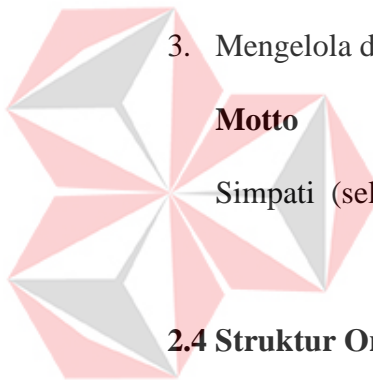 3. Mengelola d
Motto
Simpati (sel
2.4 Struktur Or